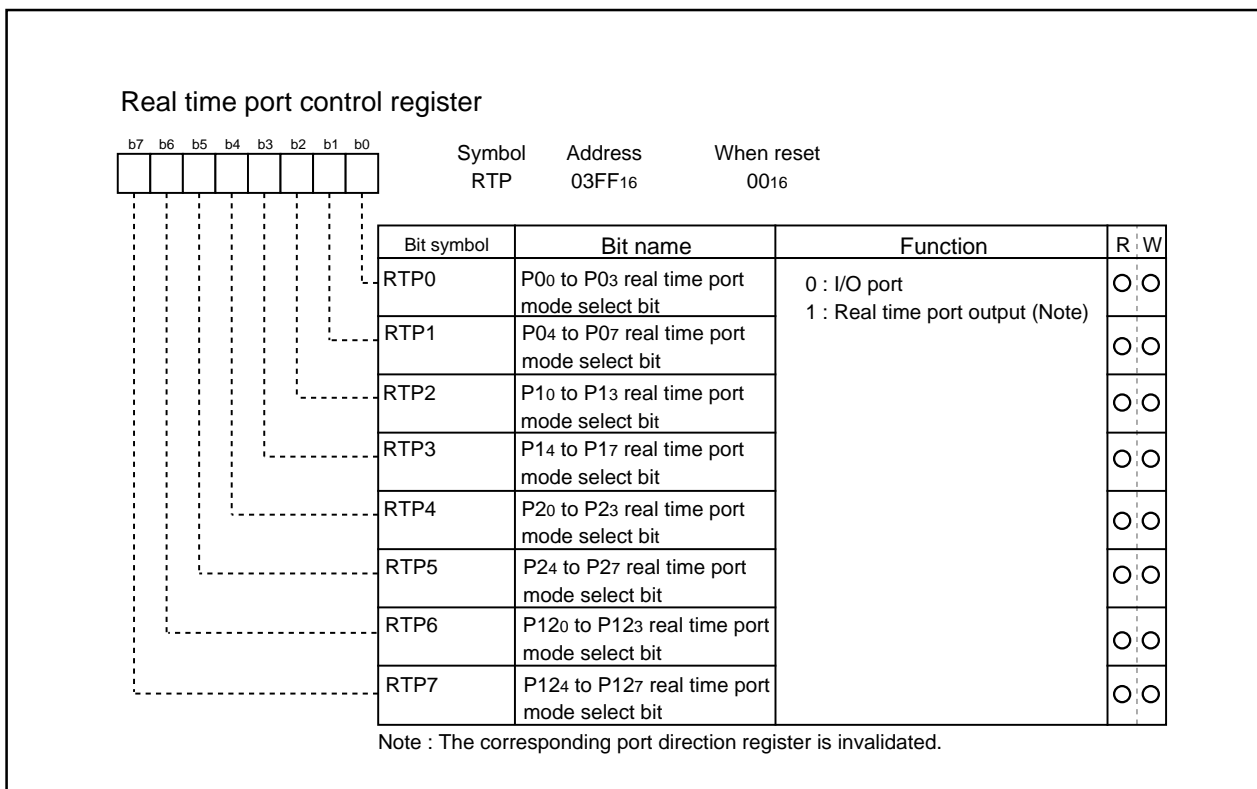 Real time port control register
b7 b6 b5 b4 b3 b2 b1 b0
Symbol Address When reset
RTP 03FF16 0016
Bit symbol Bit name Function R W
RTP0 P00 to P03 real time port mode select bit
0 : I/O port
1 : Real time port output (Note)
RTP1 P04 to P07 real time port
mode select bit
RTP2 P10 to P13 real time port
mode select bit
RTP3 P14 to P17 real time port
mode select bit
RTP4 P20 to P23 real time port
mode select bit
RTP5 P24 to P27 real time port
mode select bit
RTP6 P120 to P123 real time port
mode select bit
RTP7 P124 to P127 real time port
mode select bit
Note : The corresponding port direction register is invalidated.